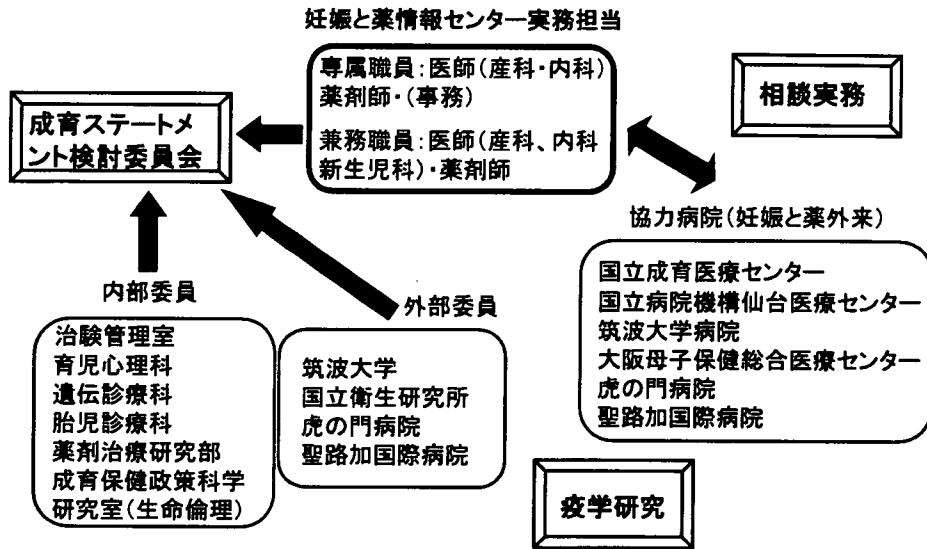 妊娠と薬情報センター実務担当
専属職員：医師（産科・内科）
薬剤師・（事務）
兼務職員：医師（産科、内科
新生児科）・薬剤師
相談実務
成育ステートメ
ント検討委員会
協力病院（妊娠と薬外来）
国立成育医療センター
国立病院機構仙台医療センター
筑波大学病院
大阪母子保健総合医療センター
虎の門病院
聖路加国際病院
内部委員
治験管理室
育児心理科
遺伝診療科
胎児診療科
薬剤治療研究部
成育保健政策科学
研究室（生命倫理）
外部委員
筑波大学
国立衛生研究所
虎の門病院
聖路加国際病院
疫学研究